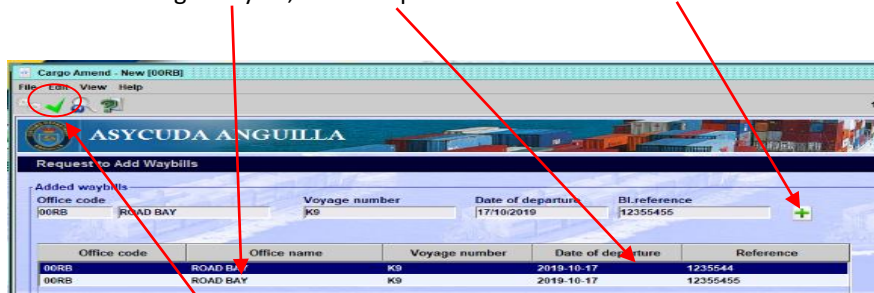 Cargo Amend - New [00RB]
File Edit View Help
ASYCUDA ANGUILLA
Request to Add Waybills
Added waybills
Office code Voyage number Date of departure Bl.reference
00RB ROAD BAY K9 17/10/2019 12355455
Office code Office name Voyage number Date of departure Reference
00RB ROAD BAY K9 2019-10-17 1235544
00RB ROAD BAY K9 2019-10-17 12355455